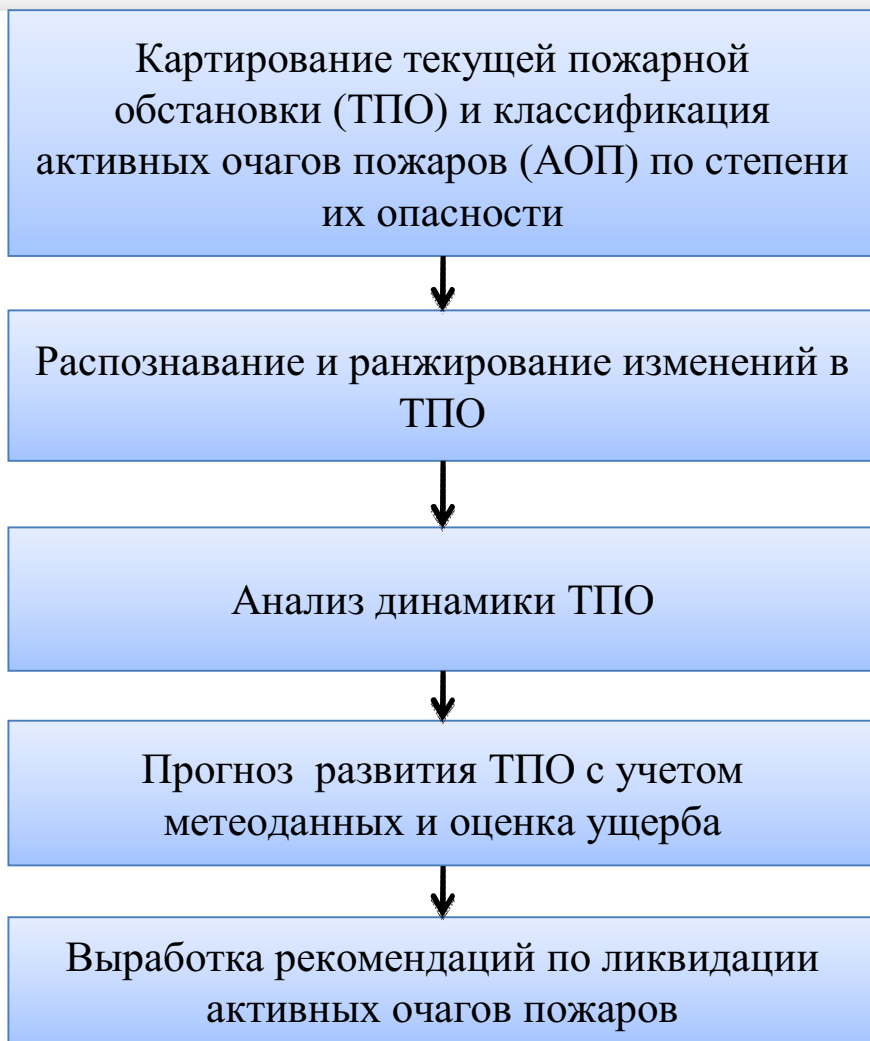 Картирование текущей пожарной
обстановки (ТПО) и классификация
активных очагов пожаров (АОП) по степени
их опасности
Распознавание и ранжирование изменений в
ТПО
Анализ динамики ТПО
Прогноз развития ТПО с учетом
метеоданных и оценка ущерба
Выработка рекомендаций по ликвидации
активных очагов пожаров